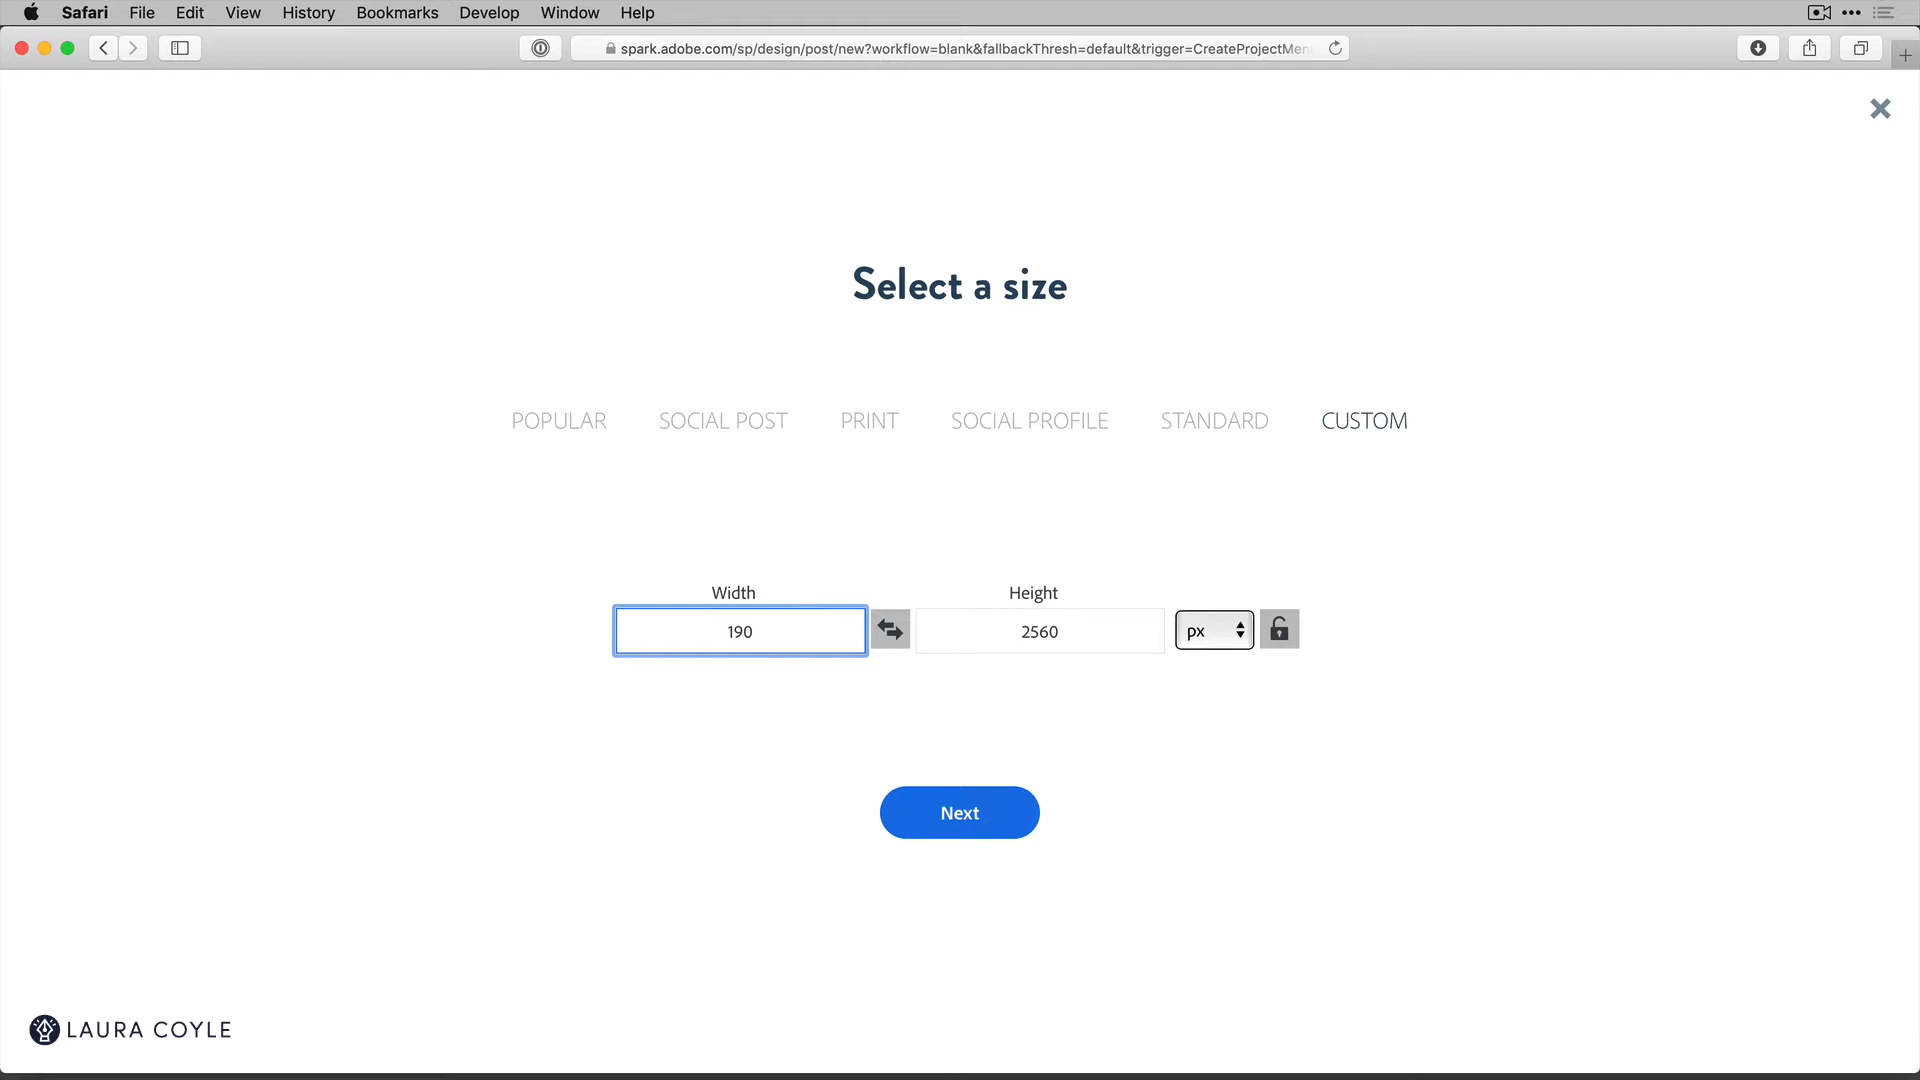 Safari File Edit View History Bookmarks Develop Window Help
spark.adobe.com/sp/design/post/new?workflow=blank&fallbackThresh=default&trigger=CreateProjectMen
Select a size
POPULAR SOCIAL POST PRINT SOCIAL PROFILE STANDARD CUSTOM
Width Height
190 2560 px
Next
LAURA COYLE